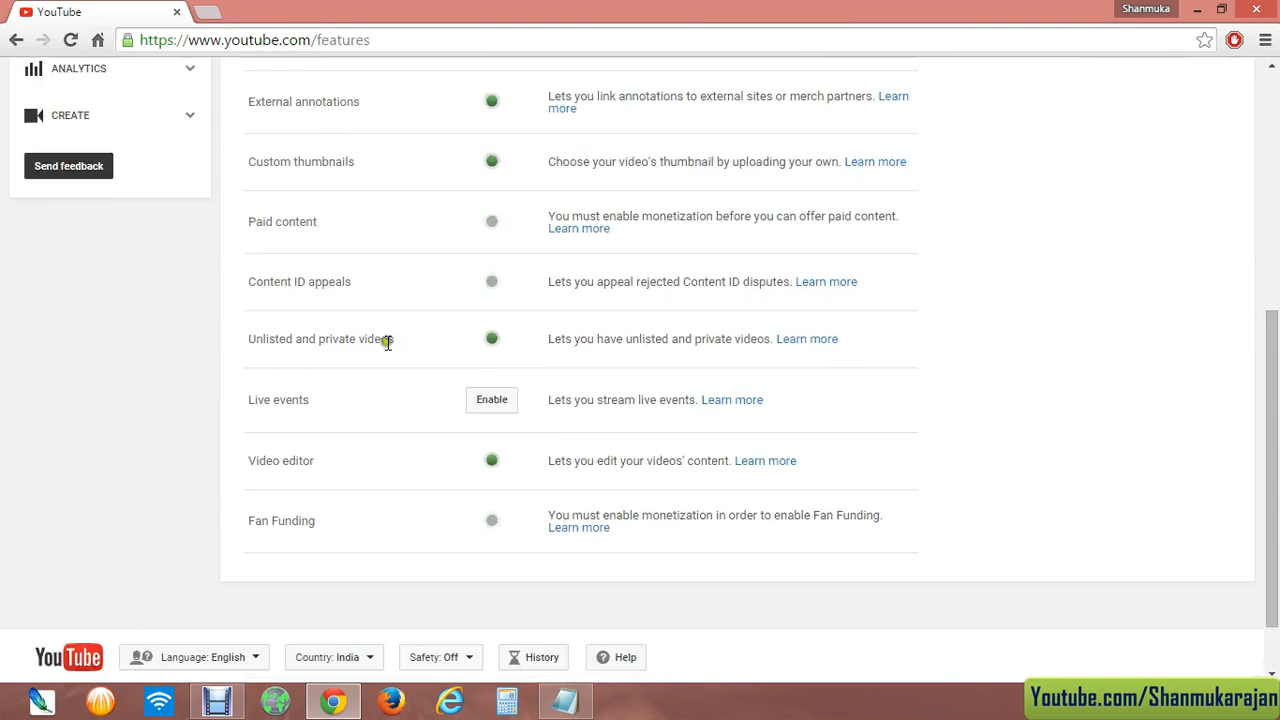 YouTube
Shanmuka
https://www.youtube.com/features
ANALYTICS
CREATE
Send feedback
External annotations
Lets you link annotations to external sites or merch partners. Learn
more
Custom thumbnails
Choose your video's thumbnail by uploading your own. Learn more
Paid content
You must enable monetization before you can offer paid content.
Learn more
Content ID appeals
Lets you appeal rejected Content ID disputes. Learn more
Unlisted and private videos
Lets you have unlisted and private videos. Learn more
Live events
Enable
Lets you stream live events. Learn more
Video editor
Lets you edit your videos' content. Learn more
Fan Funding
You must enable monetization in order to enable Fan Funding.
Learn more
YouTube
Language: English
Country: India
Safety: Off
History
Help
Youtube.com/Shanmukarajan